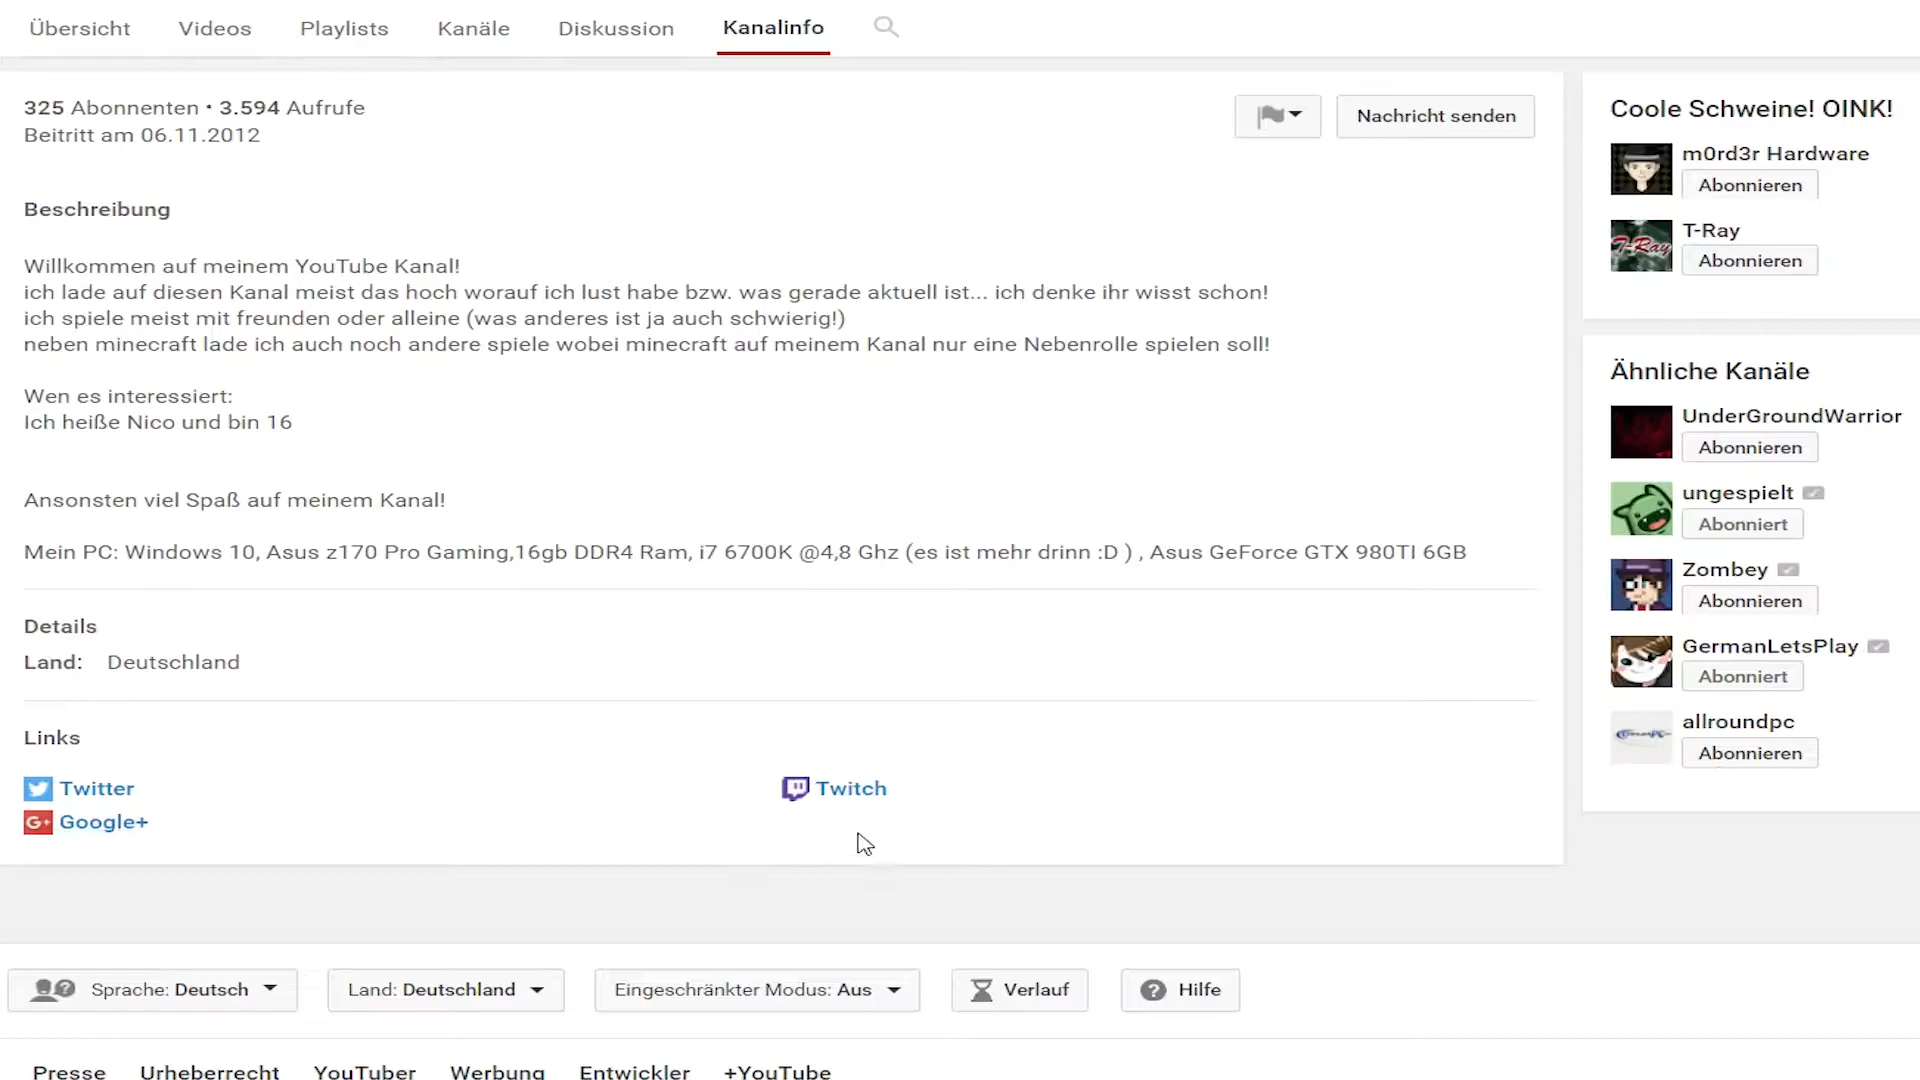 Übersicht Videos Playlists Kanäle Diskussion Kanalinfo
325 Abonnenten • 3.594 Aufrufe
Beitritt am 06.11.2012
Nachricht senden
Beschreibung
Willkommen auf meinem YouTube Kanal!
ich lade auf diesen Kanal meist das hoch worauf ich lust habe bzw. was gerade aktuell ist... ich denke ihr wisst schon!
ich spiele meist mit freunden oder alleine (was anderes ist ja auch schwierig!)
neben minecraft lade ich auch noch andere spiele wobei minecraft auf meinem Kanal nur eine Nebenrolle spielen soll!
Wen es interessiert:
Ich heiße Nico und bin 16
Ansonsten viel Spaß auf meinem Kanal!
Mein PC: Windows 10, Asus z170 Pro Gaming,16gb DDR4 Ram, i7 6700K @4,8 Ghz (es ist mehr drinn :D ) , Asus GeForce GTX 980TI 6GB
Details
Land: Deutschland
Links
Twitter
Twitch
G+ Google+
Coole Schweine! OINK!
m0rd3r Hardware
Abonnieren
T-Ray
T-Ray
Abonnieren
Ähnliche Kanäle
UnderGroundWarrior
Abonnieren
ungespielt
Abonniert
Zombey
Abonnieren
GermanLetsPlay
Abonniert
allroundpc
Abonnieren
Sprache: Deutsch Land: Deutschland Eingeschränkter Modus: Aus Verlauf ? Hilfe
Presse Urheberrecht YouTuber Werbung Entwickler +YouTube